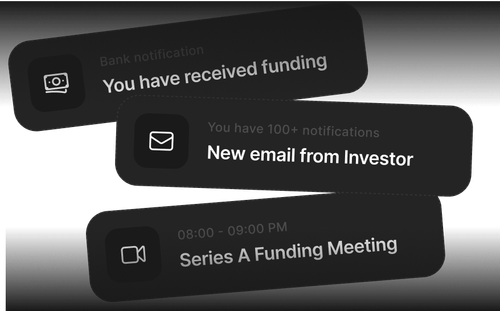 Bank notification
You have received funding
You have 100+ notifications
New email from Investor
08:00 - 09:00 PM
Series A Funding Meeting